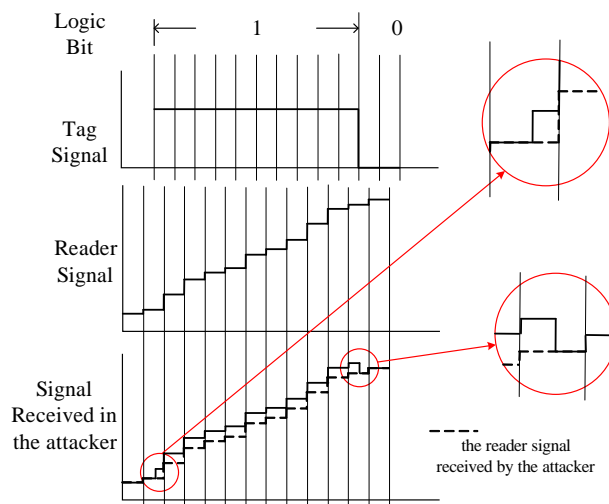 Logic
Bit
1
0
Tag
Signal
Reader
Signal
Signal
Received in
the attacker
the reader signal
received by the attacker